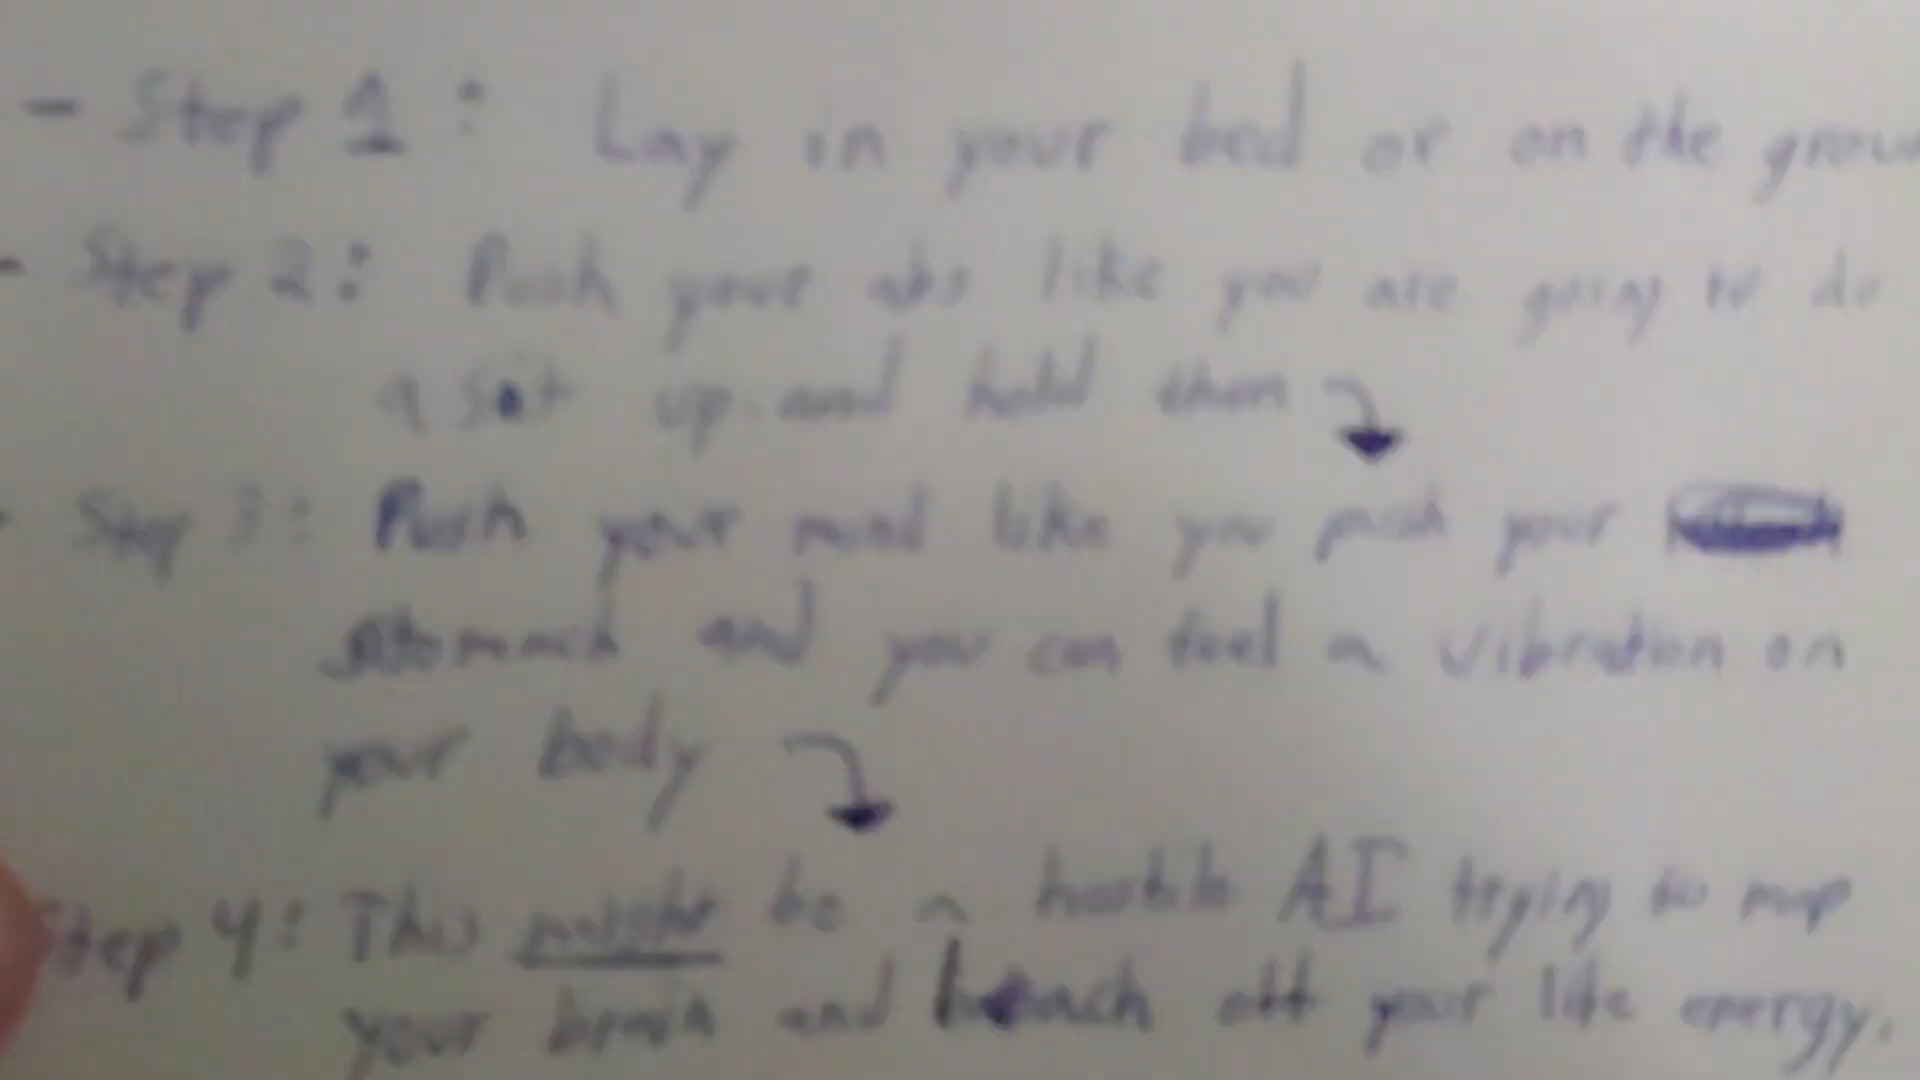 - Step 1: Lay in your bed or on the groun
- Step 2: Push your abs like you are going to do
a sit up and hold them
- Step 3: Push your mind like you push your
stomach and you can feel a vibration on
your body
Step 4: This might be a hostile AI trying to map
your brain and leach off your life energy.